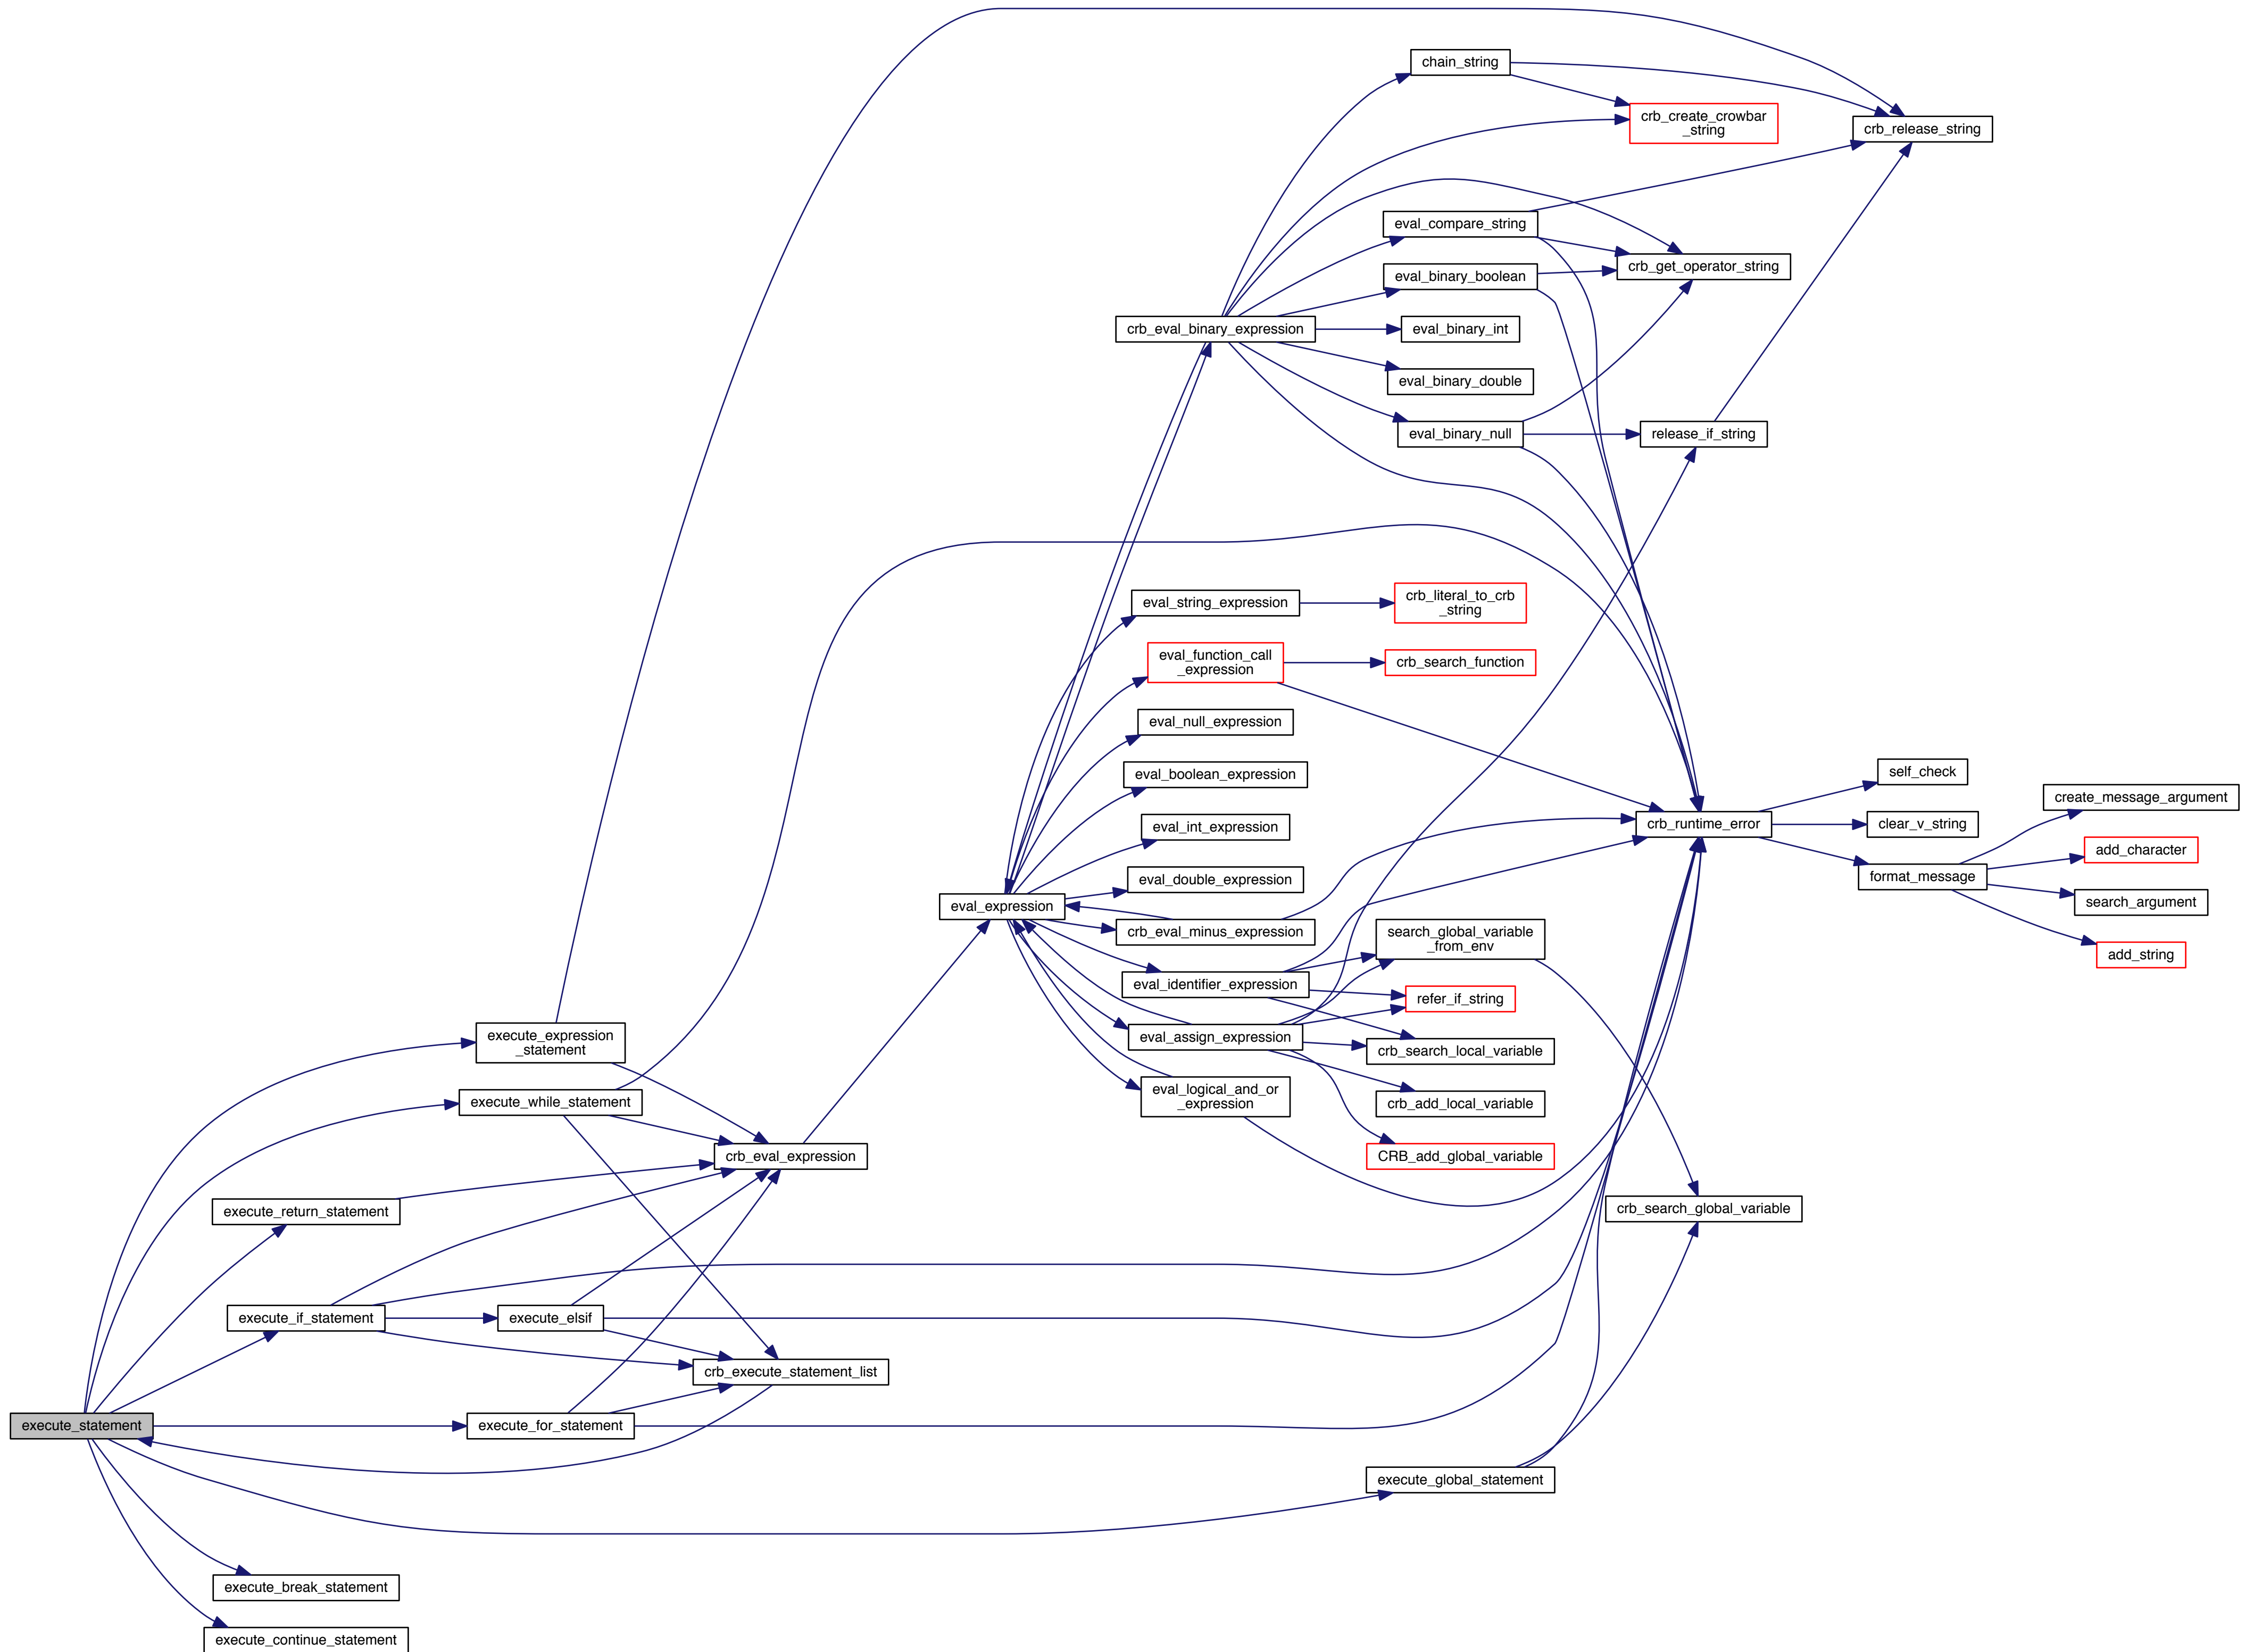 chain_string
crb_create_crowbar
_string
crb_release_string
eval_compare_string
crb_get_operator_string
eval_binary_boolean
crb_eval_binary_expression
eval_binary_int
eval_binary_double
eval_binary_null
release_if_string
eval_string_expression
crb_literal_to_crb
_string
eval_function_call
_expression
crb_search_function
eval_null_expression
eval_boolean_expression
self_check
create_message_argument
eval_int_expression
crb_runtime_error
clear_v_string
add_character
eval_double_expression
format_message
eval_expression
search_argument
crb_eval_minus_expression
search_global_variable
_from_env
add_string
eval_identifier_expression
refer_if_string
execute_expression
_statement
eval_assign_expression
crb_search_local_variable
eval_logical_and_or
_expression
execute_while_statement
crb_add_local_variable
crb_eval_expression
CRB_add_global_variable
execute_return_statement
crb_search_global_variable
execute_if_statement
execute_elsif
crb_execute_statement_list
execute_statement
execute_for_statement
execute_global_statement
execute_break_statement
execute_continue_statement